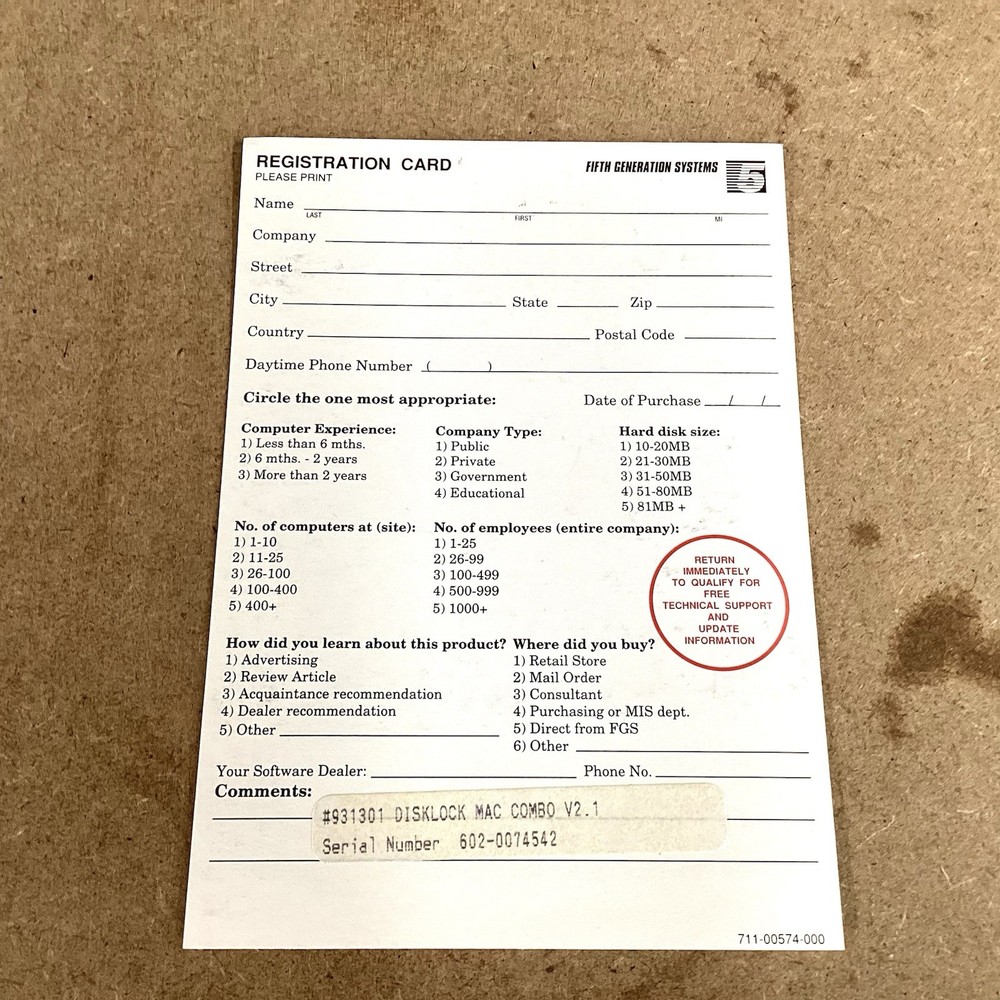 REGISTRATION CARD
PLEASE PRINT
FIFTH GENERATION SYSTEMS 5
Name
LAST FIRST MI
Company
Street
City State Zip
Country Postal Code
Daytime Phone Number ( )
Circle the one most appropriate: Date of Purchase / /
Computer Experience:
1) Less than 6 mths.
2) 6 mths. - 2 years
3) More than 2 years
Company Type:
1) Public
2) Private
3) Government
4) Educational
Hard disk size:
1) 10-20MB
2) 21-30MB
3) 31-50MB
4) 51-80MB
5) 81MB +
No. of computers at (site):
1) 1-10
2) 11-25
3) 26-100
4) 100-400
5) 400+
No. of employees (entire company):
1) 1-25
2) 26-99
3) 100-499
4) 500-999
5) 1000+
RETURN
IMMEDIATELY
TO QUALIFY FOR
FREE
TECHNICAL SUPPORT
AND
UPDATE
INFORMATION
How did you learn about this product?
1) Advertising
2) Review Article
3) Acquaintance recommendation
4) Dealer recommendation
5) Other
Where did you buy?
1) Retail Store
2) Mail Order
3) Consultant
4) Purchasing or MIS dept.
5) Direct from FGS
6) Other
Your Software Dealer: Phone No.
Comments:
#931301 DISKLOCK MAC COMBO V2.1
Serial Number 602-0074542
711-00574-000